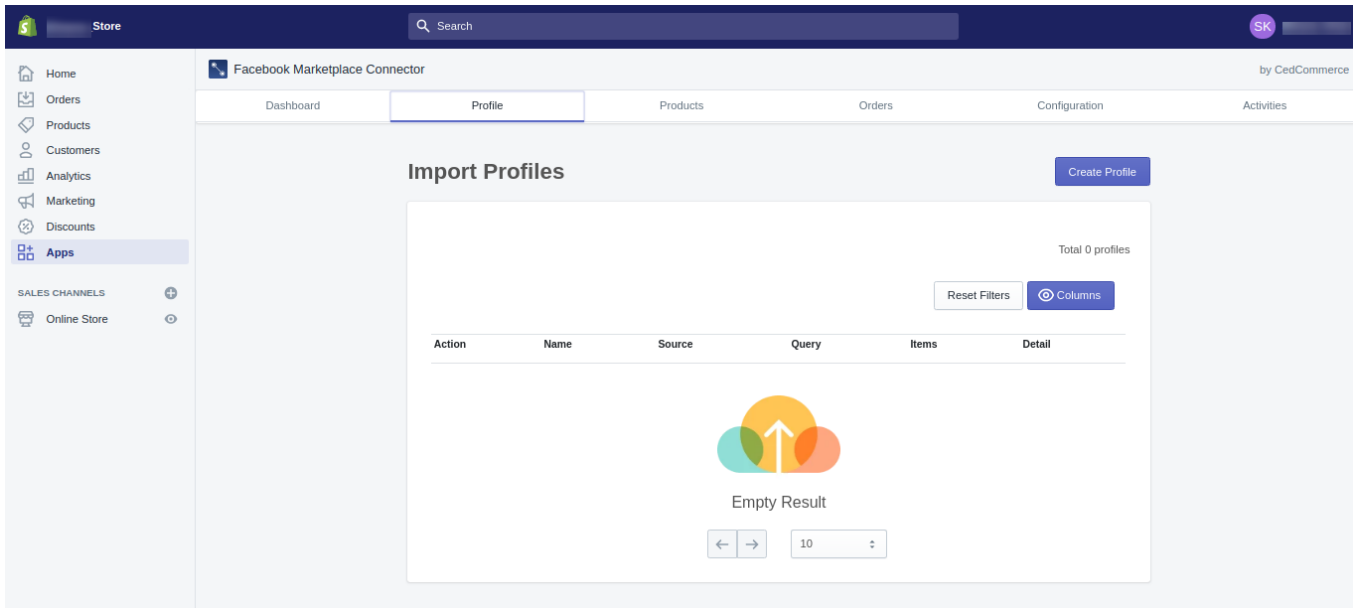 Store
Search
SK
Home
Orders
Products
Customers
Analytics
Marketing
Discounts
Apps
SALES CHANNELS
Online Store
Facebook Marketplace Connector
by CedCommerce
Dashboard Profile Products Orders Configuration Activities
Import Profiles
Create Profile
Total 0 profiles
Reset Filters Columns
Action Name Source Query Items Detail
Empty Result
10